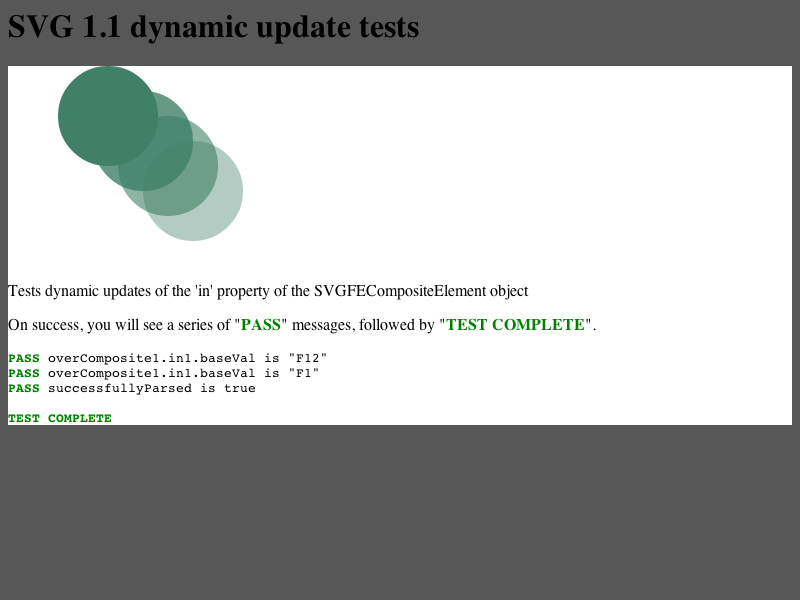 SVG 1.1 dynamic update tests
Tests dynamic updates of the 'in' property of the SVGFECompositeElement object
On success, you will see a series of "PASS" messages, followed by "TEST COMPLETE".
PASS overComposite1.in1.baseVal is "F12"
PASS overComposite1.in1.baseVal is "F1"
PASS successfullyParsed is true
TEST COMPLETE